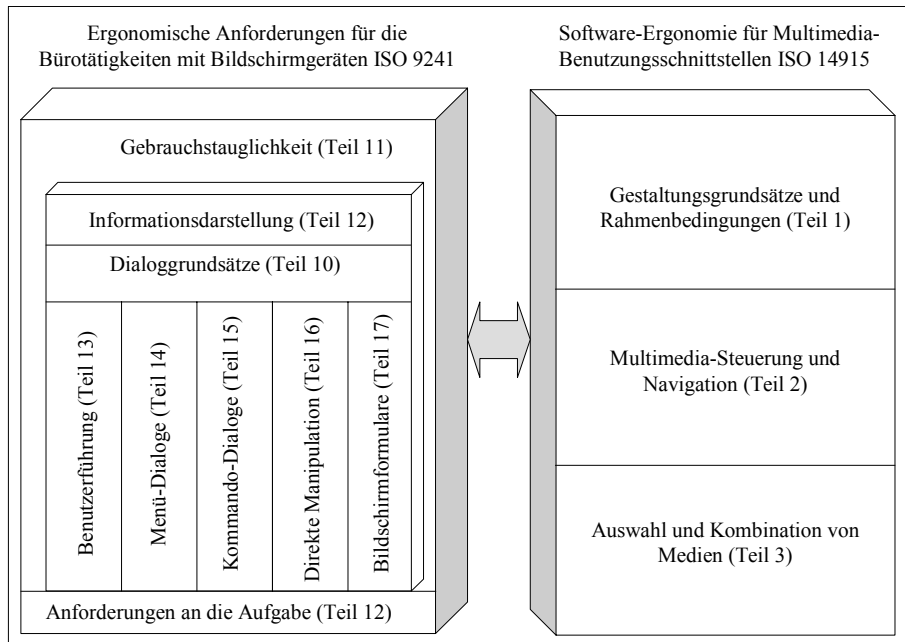 Ergonomische Anforderungen für die
Bürotätigkeiten mit Bildschirmgeräten ISO 9241
Gebrauchstauglichkeit (Teil 11)
Informationsdarstellung (Teil 12)
Dialoggrundsätze (Teil 10)
Benutzerführung (Teil 13)
Menü-Dialoge (Teil 14)
Kommando-Dialoge (Teil 15)
Direkte Manipulation (Teil 16)
Bildschirmformulare (Teil 17)
Anforderungen an die Aufgabe (Teil 12)
Software-Ergonomie für Multimedia-
Benutzungsschnittstellen ISO 14915
Gestaltungsgrundsätze und
Rahmenbedingungen (Teil 1)
Multimedia-Steuerung und
Navigation (Teil 2)
Auswahl und Kombination von
Medien (Teil 3)